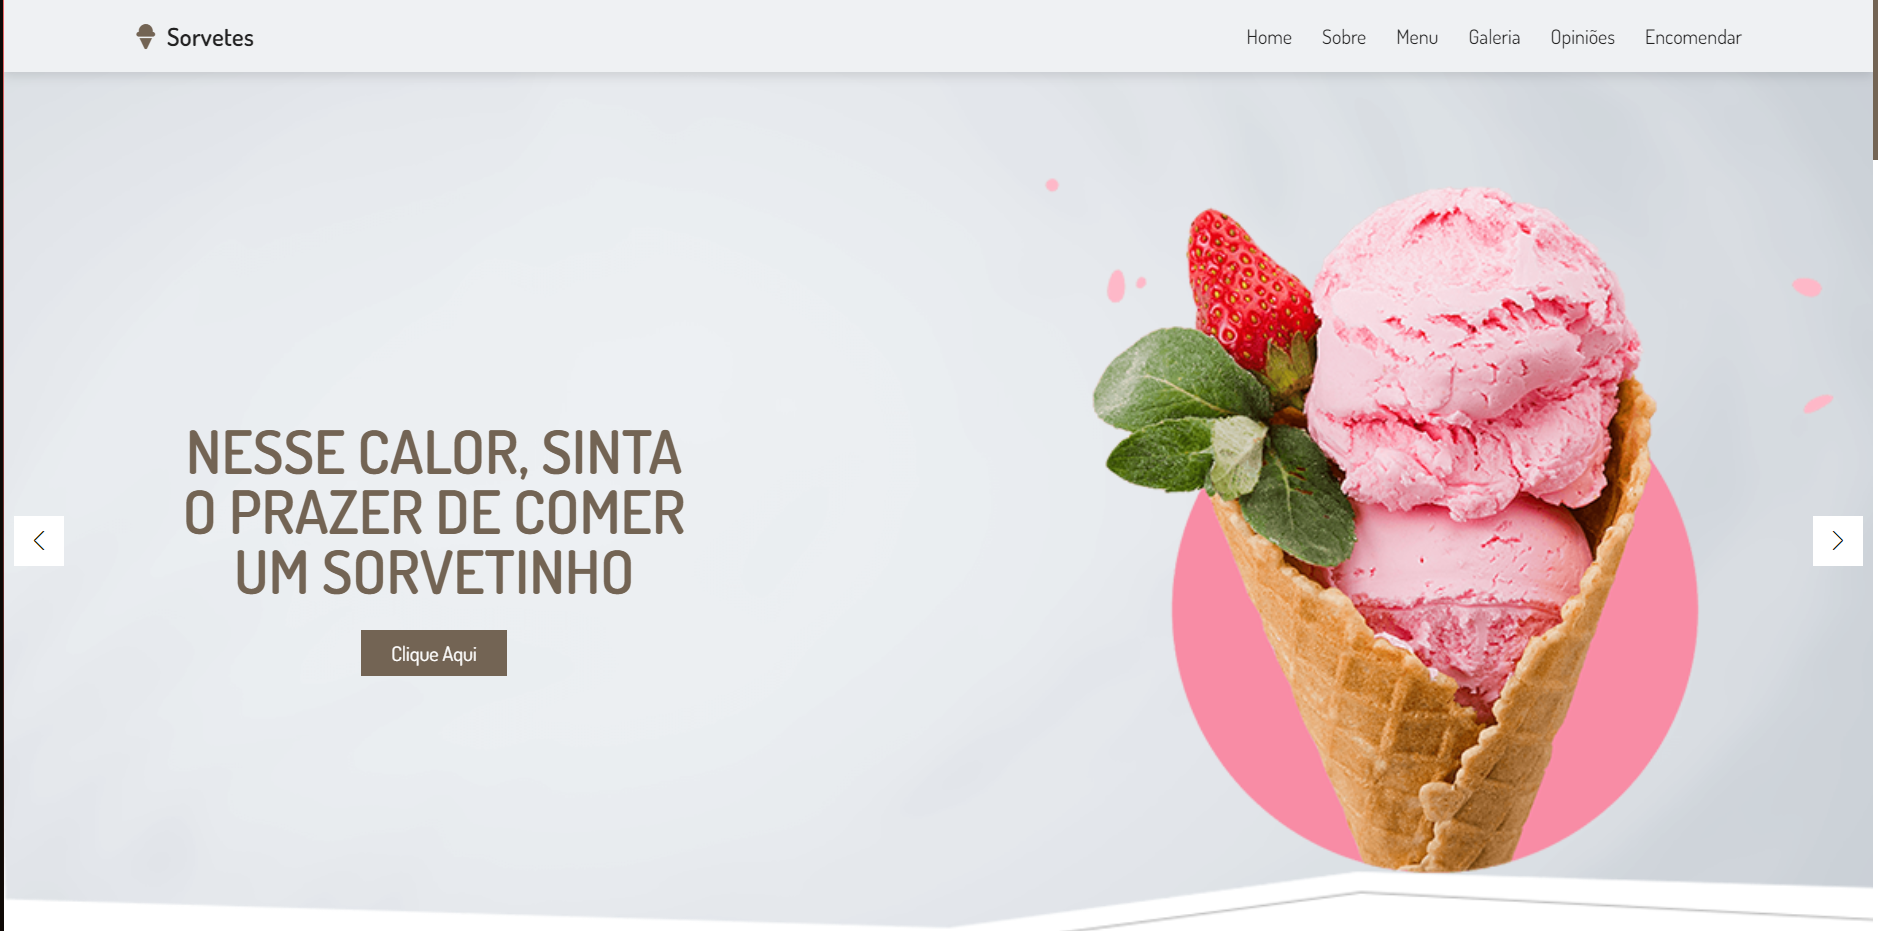 Sorvetes
Home Sobre Menu Galeria Opiniões Encomendar
NESSE CALOR, SINTA
O PRAZER DE COMER
UM SORVETINHO
Clique Aqui